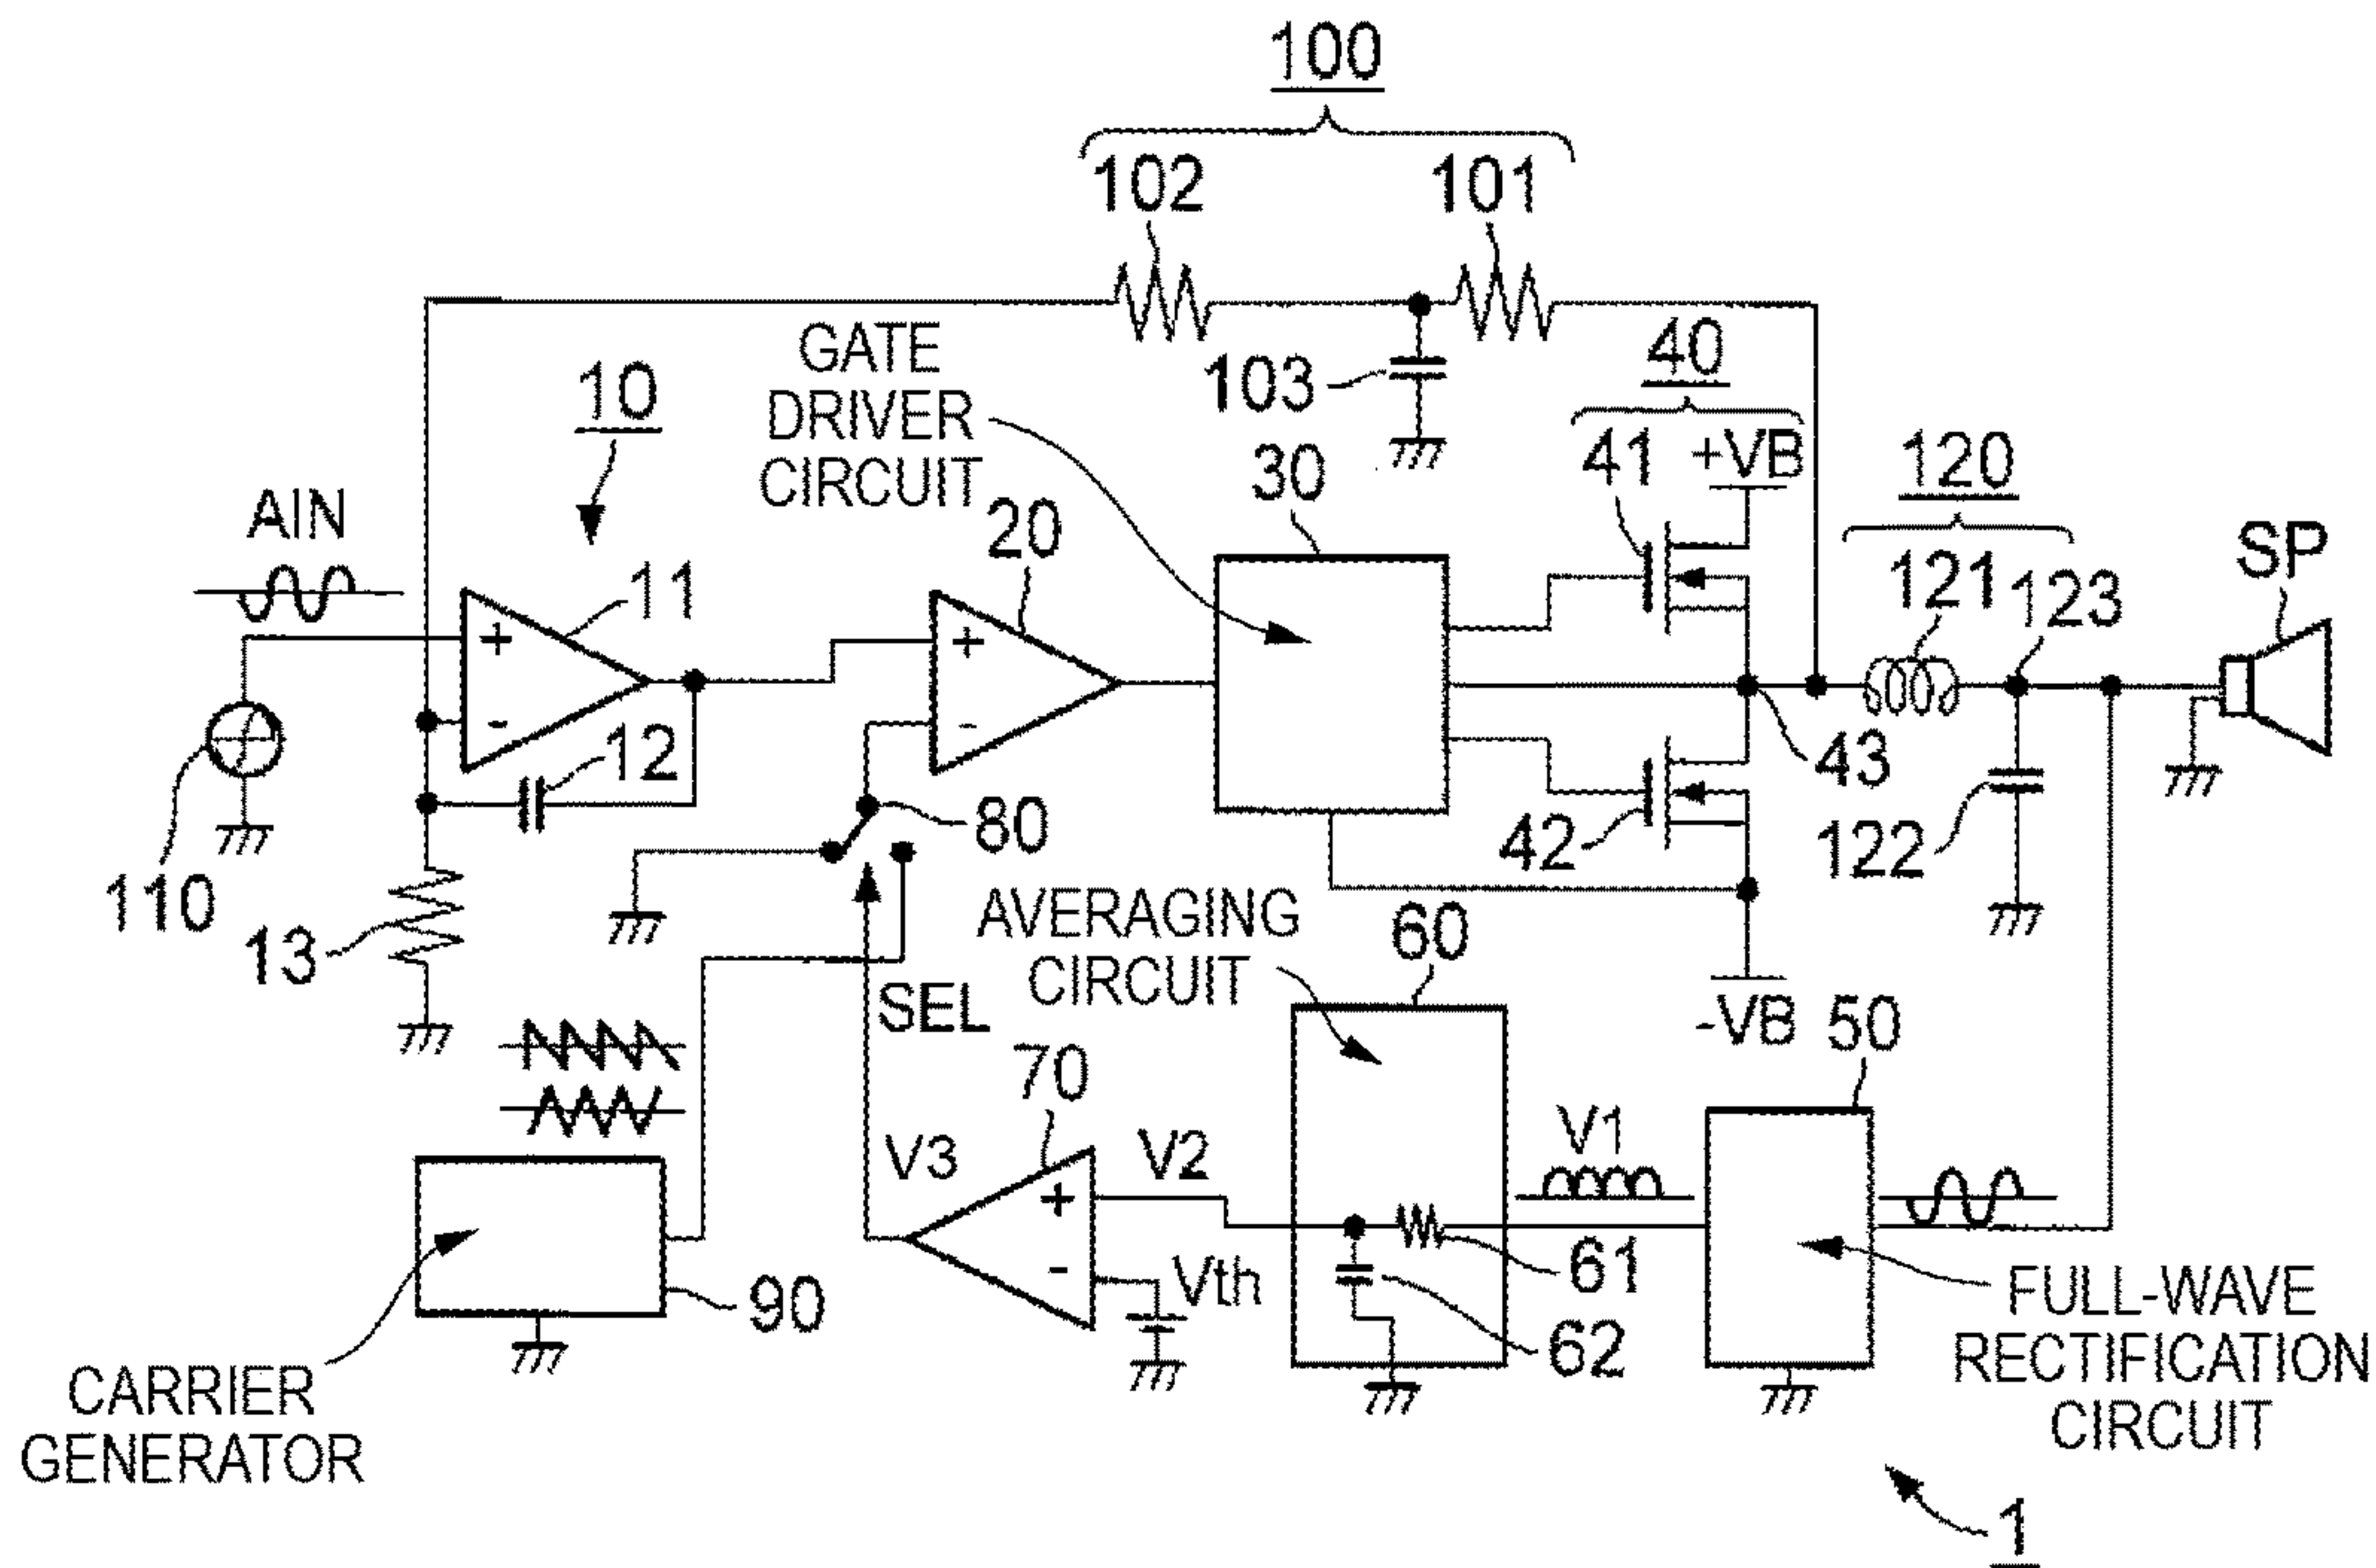 100
102
101
GATE
DRIVER
CIRCUIT
103
40
10
30
41
+VB
120
AIN
20
SP
11
121
123
+
+
-
-
12
43
80
42
122
110
13
AVERAGING
CIRCUIT
60
SEL
-VB
50
70
V3
V2
V1
+
-
Vth
61
62
90
FULL-WAVE
RECTIFICATION
CIRCUIT
CARRIER
GENERATOR
1